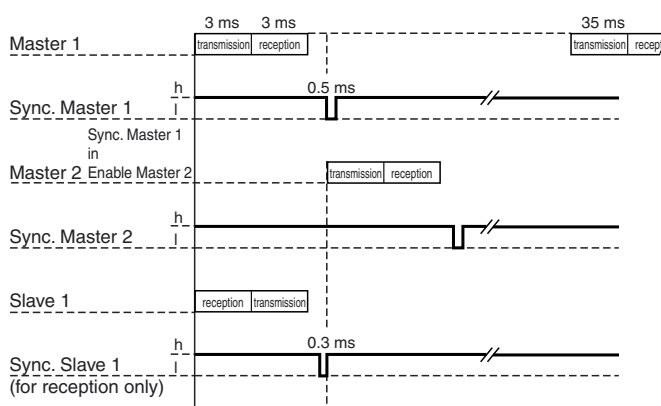 3 ms 3 ms 35 ms
Master 1 transmission reception transmission recept
h
0.5 ms
Sync. Master 1 l
Sync. Master 1
in
Master 2 Enable Master 2 transmission reception
h
Sync. Master 2 l
Slave 1 reception transmission
h 0.3 ms
Sync. Slave 1 l
(for reception only)